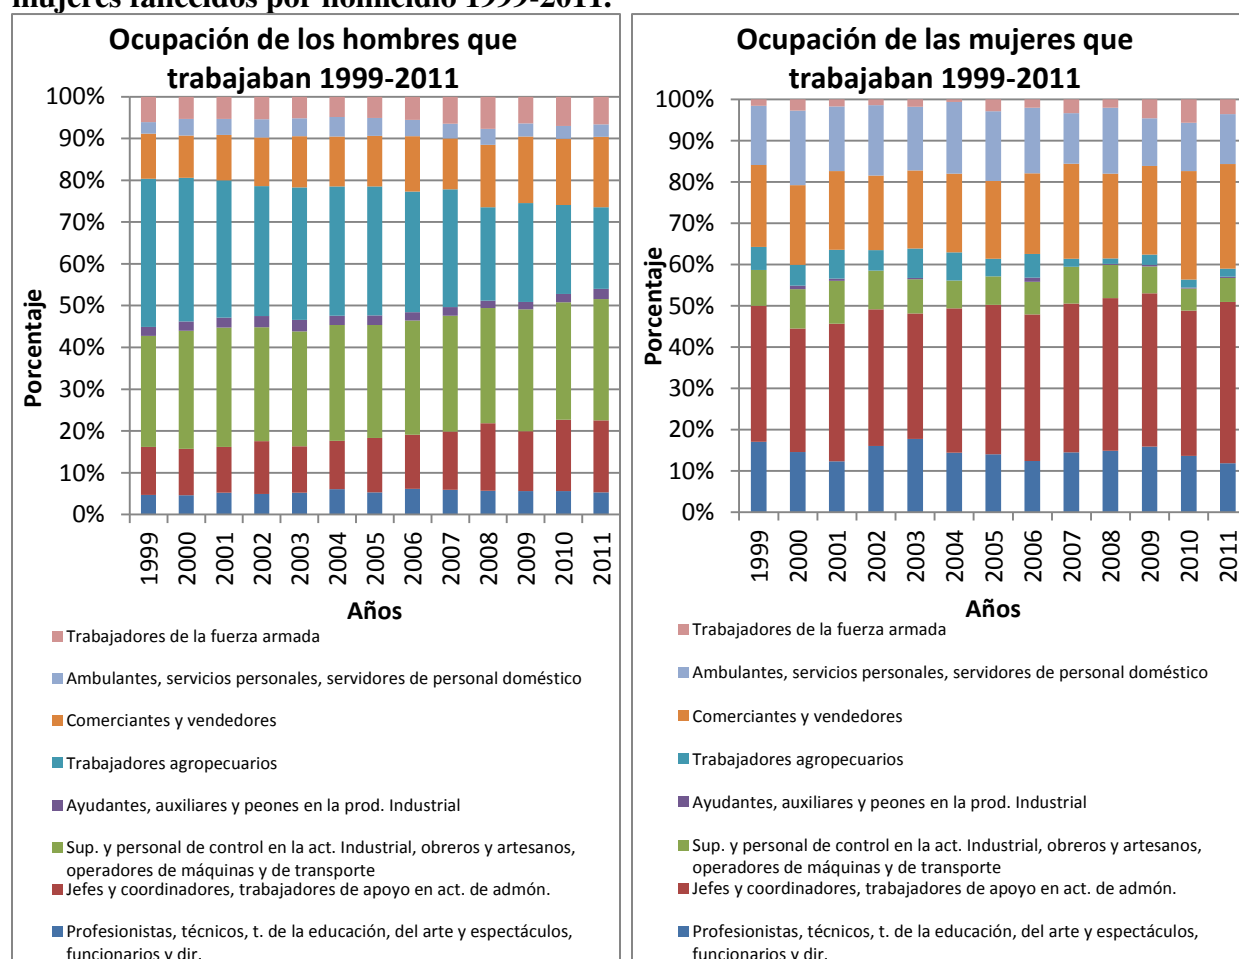 mujeres fallecidos por homicidio 1999-2011.
Ocupación de los hombres que
trabajaban 1999-2011
100%
90%
80%
70%
60%
50%
40%
30%
20%
10%
0%
Porcentaje
1999
2000
2001
2002
2003
2004
2005
2006
2007
2008
2009
2010
2011
Años
Trabajadores de la fuerza armada
Ambulantes, servicios personales, servidores de personal doméstico
Comerciantes y vendedores
Trabajadores agropecuarios
Ayudantes, auxiliares y peones en la prod. Industrial
Sup. y personal de control en la act. Industrial, obreros y artesanos,
operadores de máquinas y de transporte
Jefes y coordinadores, trabajadores de apoyo en act. de admón.
Profesionistas, técnicos, t. de la educación, del arte y espectáculos,
funcionarios y dir.
Ocupación de las mujeres que
trabajaban 1999-2011
100%
90%
80%
70%
60%
50%
40%
30%
20%
10%
0%
Porcentaje
1999
2000
2001
2002
2003
2004
2005
2006
2007
2008
2009
2010
2011
Años
Trabajadores de la fuerza armada
Ambulantes, servicios personales, servidores de personal doméstico
Comerciantes y vendedores
Trabajadores agropecuarios
Ayudantes, auxiliares y peones en la prod. Industrial
Sup. y personal de control en la act. Industrial, obreros y artesanos,
operadores de máquinas y de transporte
Jefes y coordinadores, trabajadores de apoyo en act. de admón.
Profesionistas, técnicos, t. de la educación, del arte y espectáculos,
funcionarios y dir.